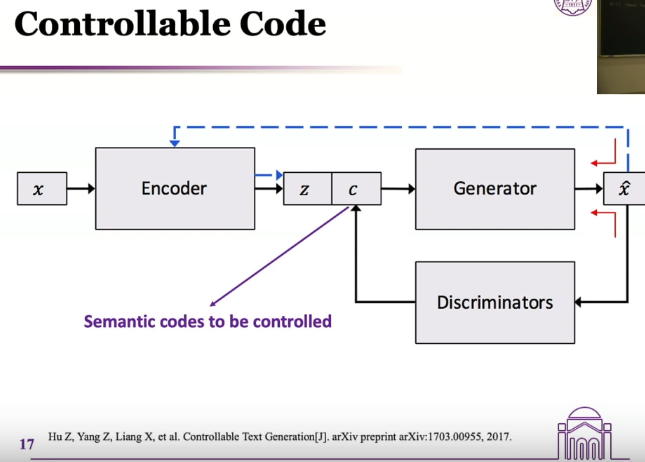 Controllable Code
x
Encoder
z
c
Generator
x̂
Discriminators
Semantic codes to be controlled
17
Hu Z, Yang Z, Liang X, et al. Controllable Text Generation[J]. arXiv preprint arXiv:1703.00955, 2017.